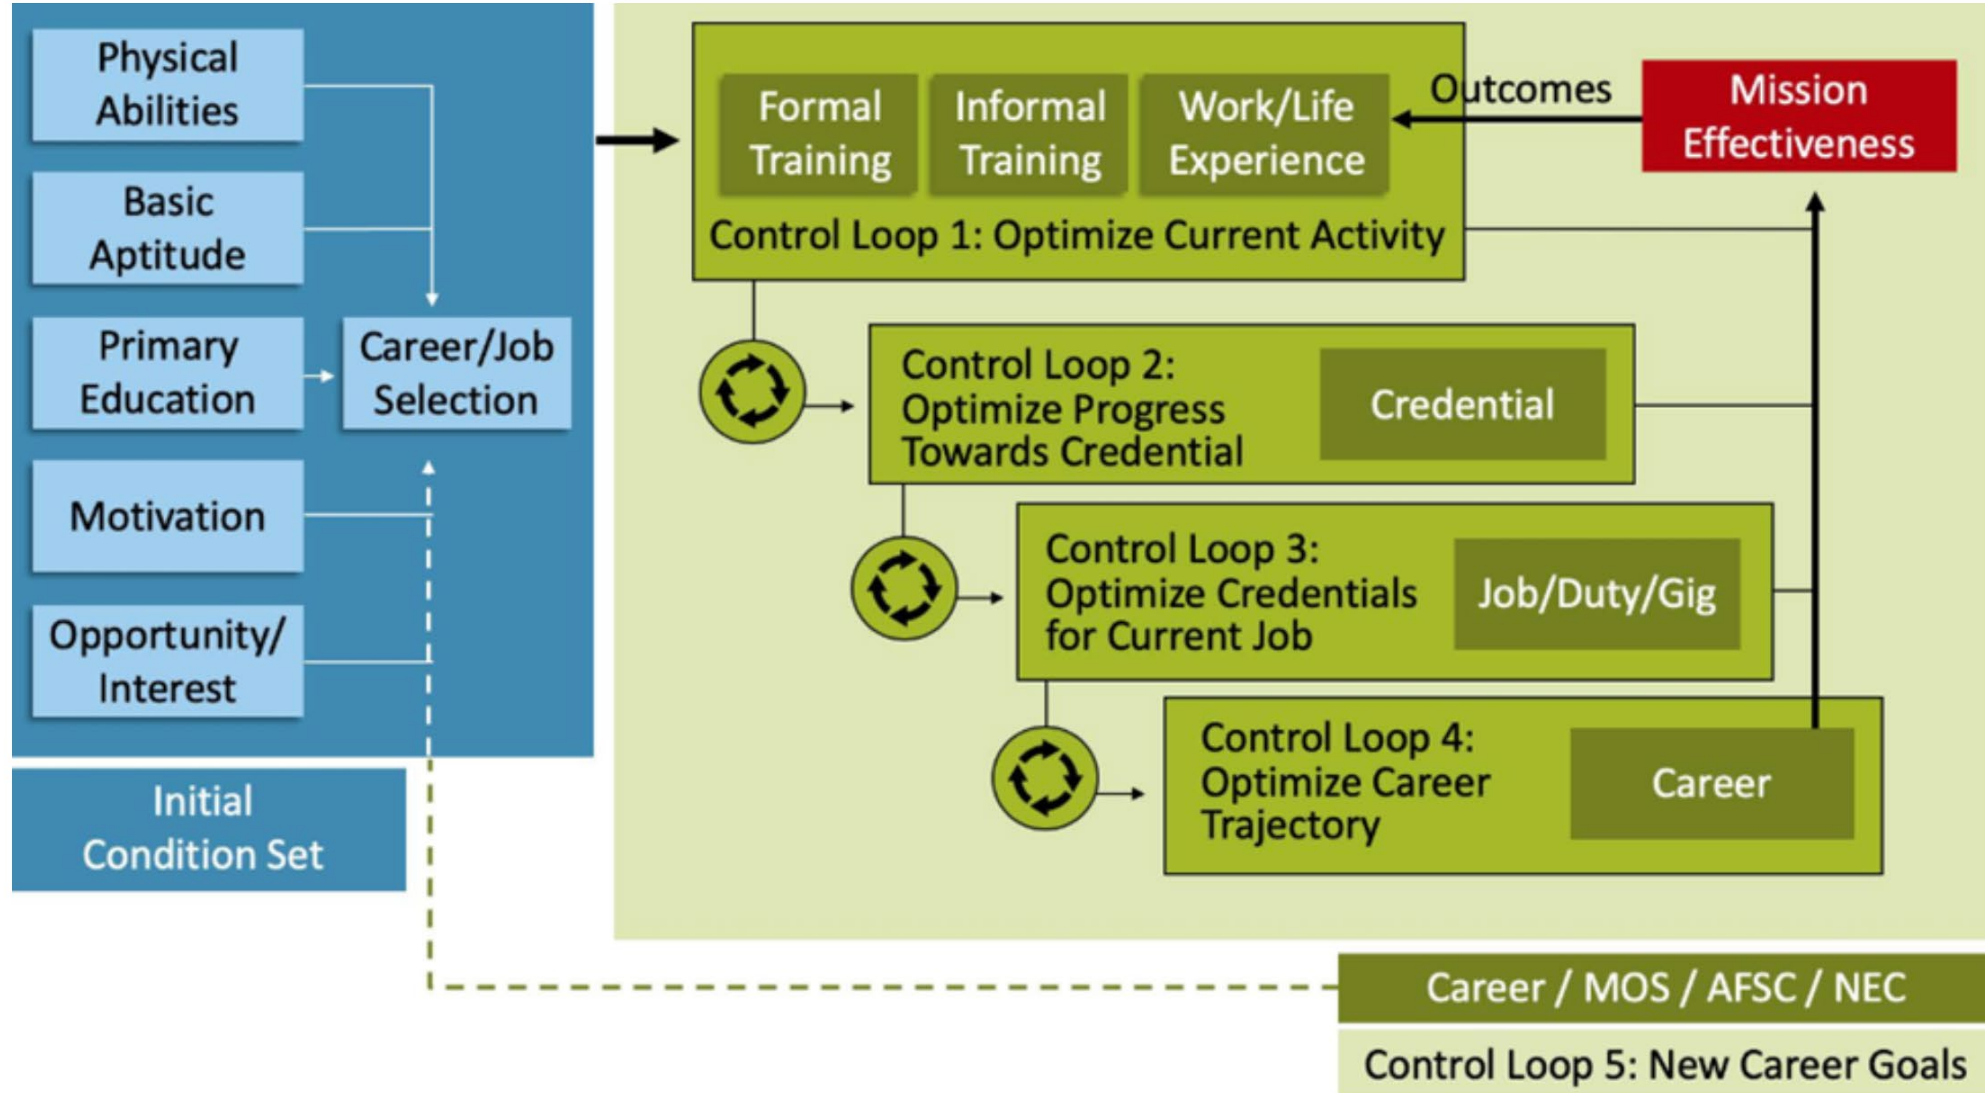 Physical
Abilities
Basic
Aptitude
Primary
Education
Motivation
Opportunity/
Interest
Career/Job
Selection
Initial
Condition Set
Formal
Training
Informal
Training
Work/Life
Experience
Control Loop 1: Optimize Current Activity
Outcomes
Mission
Effectiveness
Control Loop 2:
Optimize Progress
Towards Credential
Credential
Control Loop 3:
Optimize Credentials
for Current Job
Job/Duty/Gig
Control Loop 4:
Optimize Career
Trajectory
Career
Career / MOS / AFSC / NEC
Control Loop 5: New Career Goals